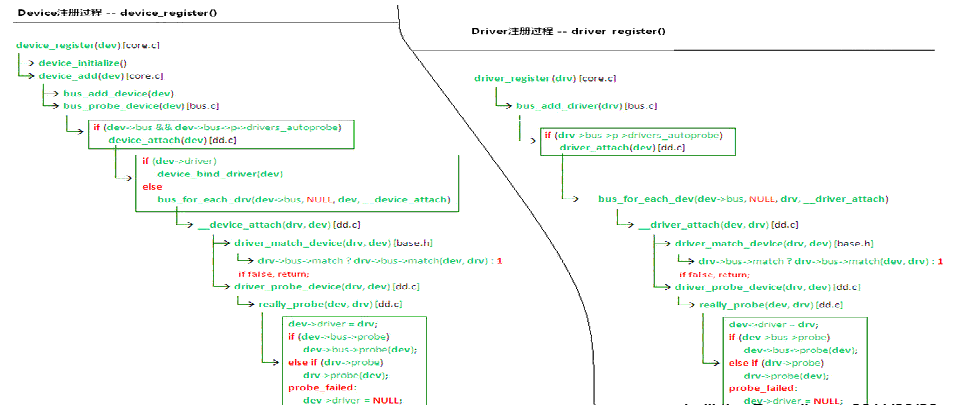 Device注册过程 -- device_register()
device_register(dev) [core.c]
device_initialize()
device_add(dev) [core.c]
bus_add_device(dev)
bus_probe_device(dev) [bus.c]
if (dev->bus && dev->bus->p->drivers_autoprobe)
device_attach(dev) [dd.c]
if (dev->driver)
device_bind_driver(dev)
else
bus_for_each_drv(dev->bus, NULL, dev, __device_attach)
__device_attach(drv, dev) [dd.c]
driver_match_device(drv, dev) [base.h]
drv->bus->match ? drv->bus->match(dev, drv) : 1
if false, return;
driver_probe_device(drv, dev) [dd.c]
really_probe(dev, drv) [dd.c]
dev->driver = drv;
if (dev->bus->probe)
dev->bus->probe(dev);
else if (drv->probe)
drv->probe(dev);
probe_failed:
dev->driver = NULL;
Driver注册过程 -- driver_register()
driver_register(drv) [core.c]
bus_add_driver(drv) [bus.c]
if (drv->bus->p->drivers_autoprobe)
driver_attach(drv) [dd.c]
bus_for_each_dev(drv->bus, NULL, drv, __driver_attach)
__driver_attach(drv, dev) [dd.c]
driver_match_device(drv, dev) [base.h]
drv->bus->match ? drv->bus->match(dev, drv) : 1
if false, return;
driver_probe_device(drv, dev) [dd.c]
really_probe(dev, drv) [dd.c]
dev->driver = drv;
if (dev->bus->probe)
dev->bus->probe(dev);
else if (drv->probe)
drv->probe(dev);
probe_failed:
dev->driver = NULL;